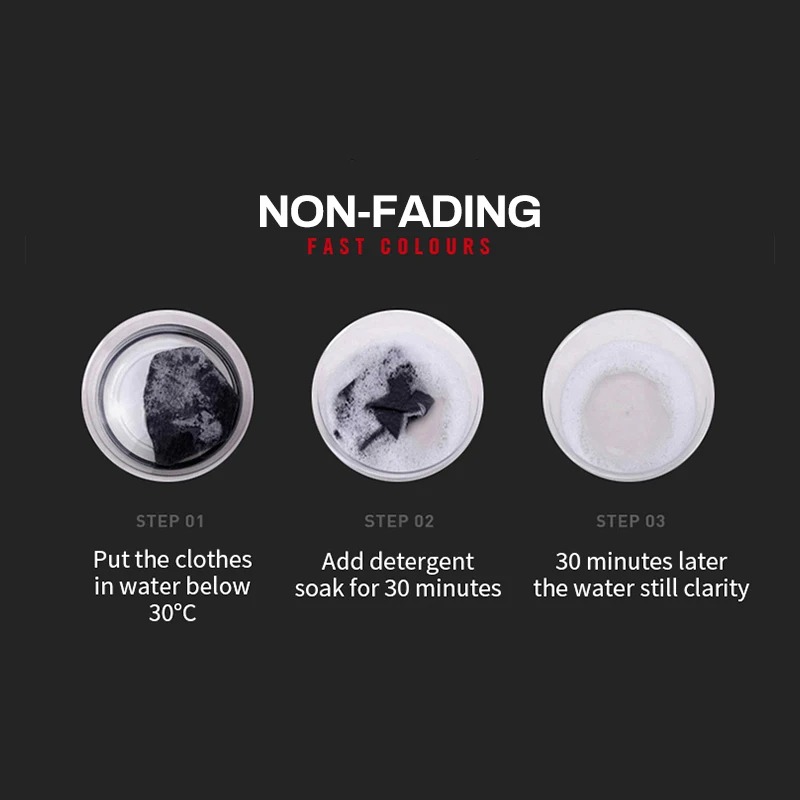 NON-FADING
FAST COLOURS
STEP 01
Put the clothes
in water below
30℃
STEP 02
Add detergent
soak for 30 minutes
STEP 03
30 minutes later
the water still clarity